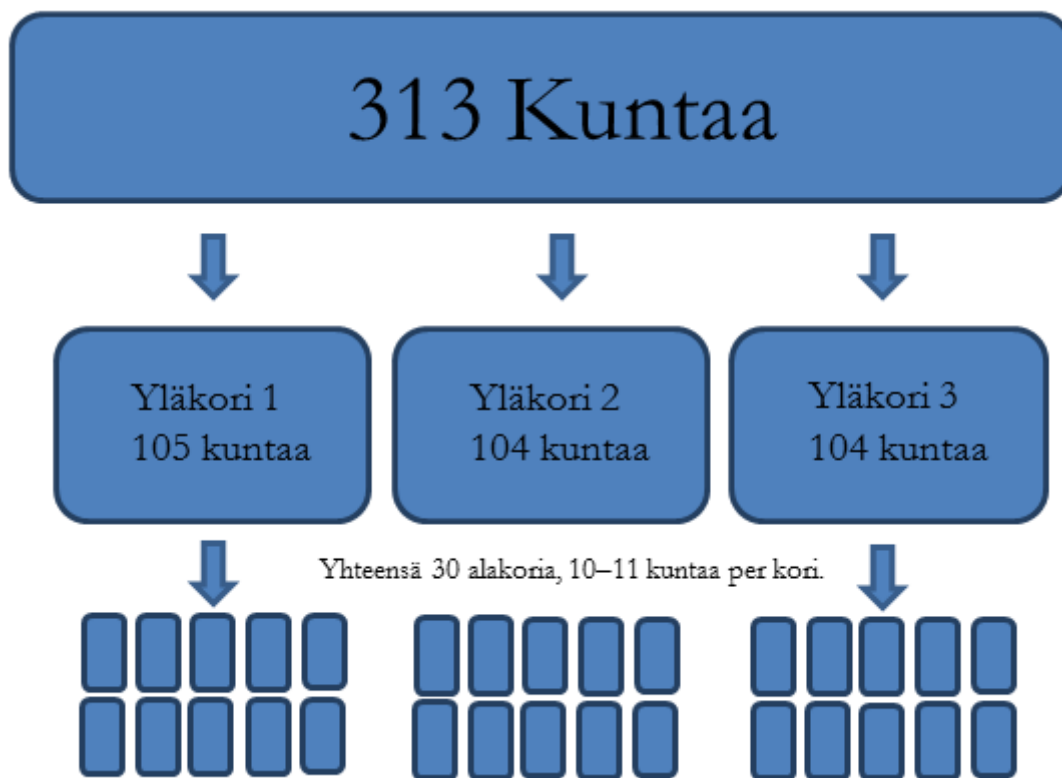 313 Kuntaa
Yläkori 1
105 kuntaa
Yläkori 2
104 kuntaa
Yläkori 3
104 kuntaa
Yhteensä 30 alakoria, 10–11 kuntaa per kori.